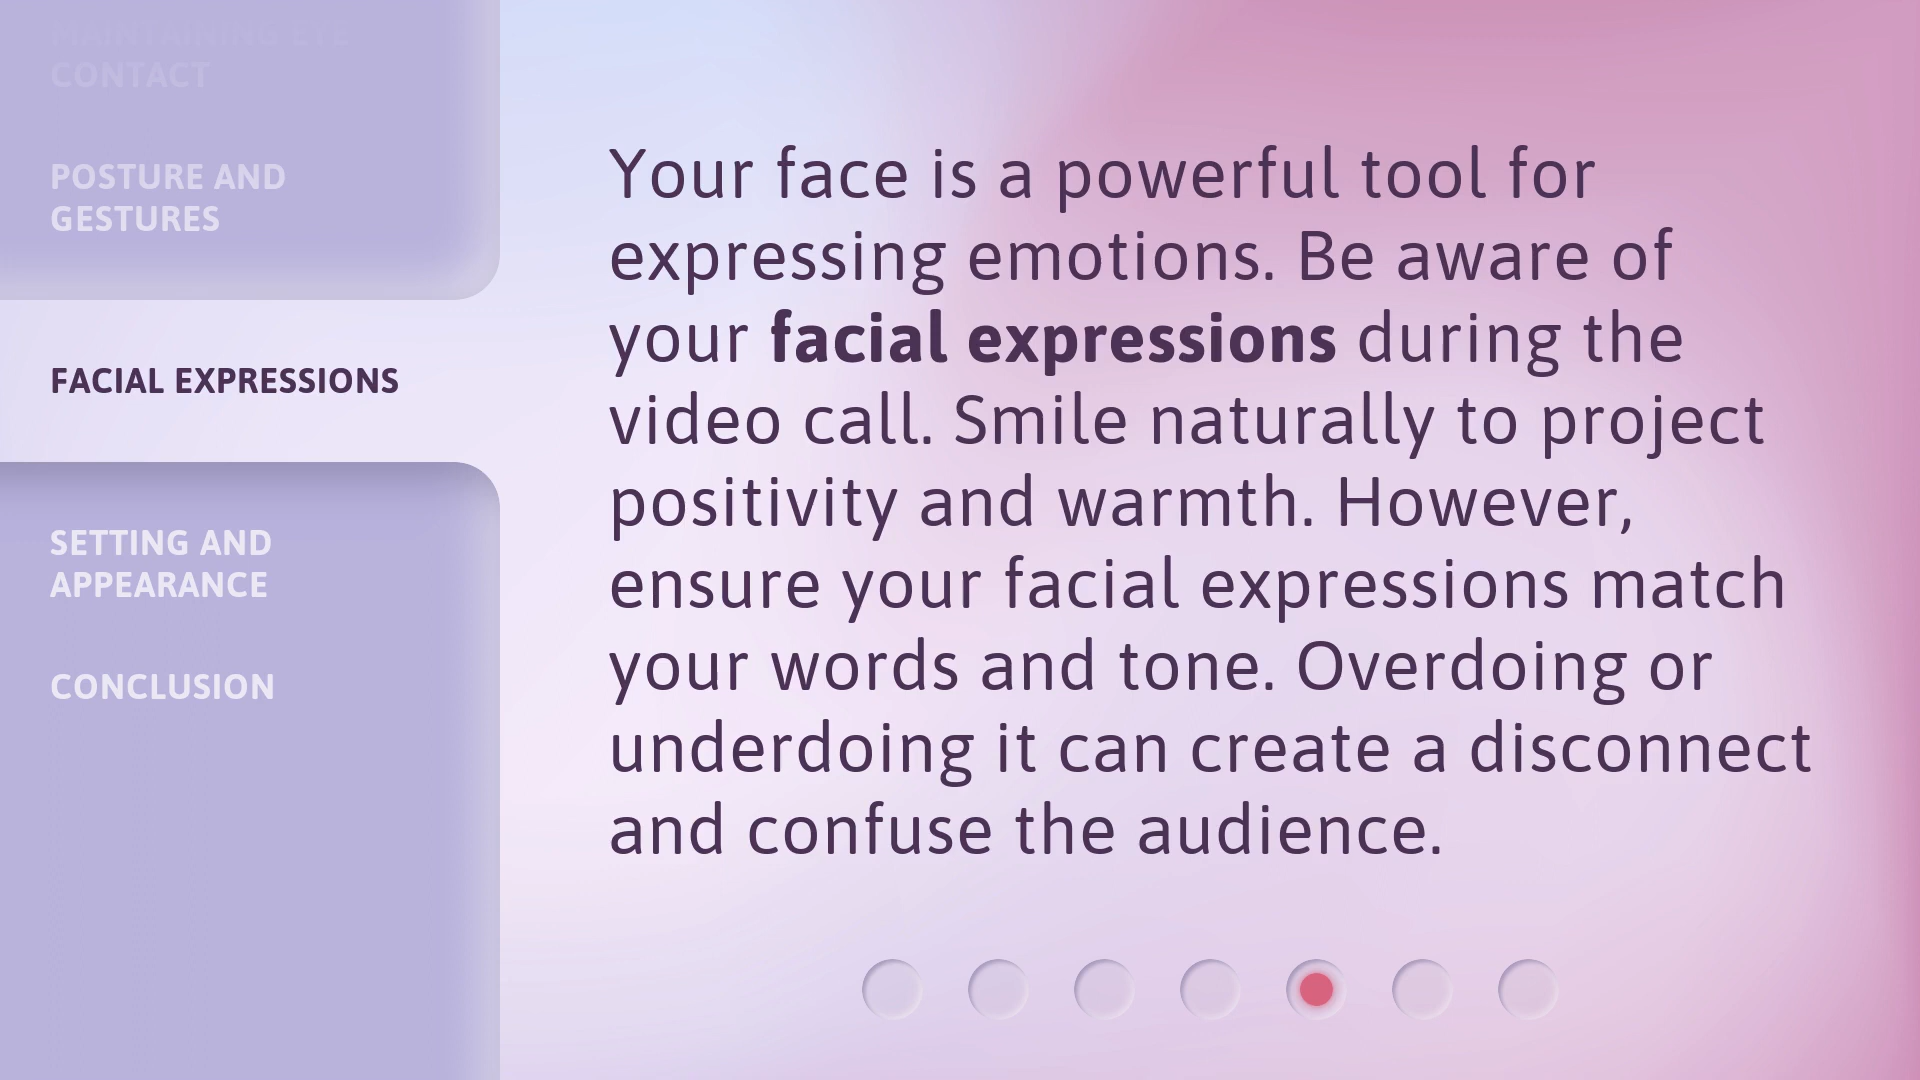 MAINTAINING EYE
CONTACT
POSTURE AND
GESTURES
FACIAL EXPRESSIONS
SETTING AND
APPEARANCE
CONCLUSION
Your face is a powerful tool for
expressing emotions. Be aware of
your facial expressions during the
video call. Smile naturally to project
positivity and warmth. However,
ensure your facial expressions match
your words and tone. Overdoing or
underdoing it can create a disconnect
and confuse the audience.